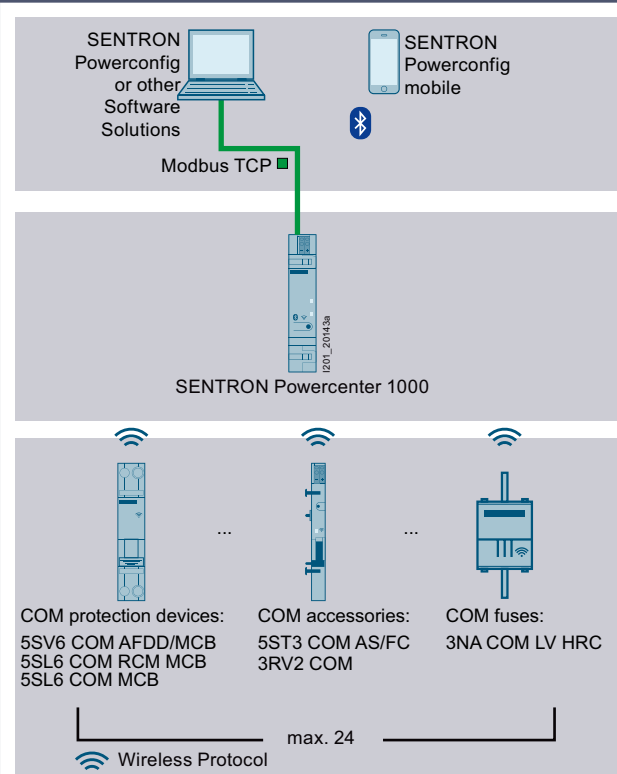 SENTRON
Powerconfig
or other
Software
Solutions
SENTRON
Powerconfig
mobile
Modbus TCP
I201_20143a
SENTRON Powercenter 1000
...
...
COM protection devices:
5SV6 COM AFDD/MCB
5SL6 COM RCM MCB
5SL6 COM MCB
COM accessories:
5ST3 COM AS/FC
3RV2 COM
COM fuses:
3NA COM LV HRC
max. 24
Wireless Protocol